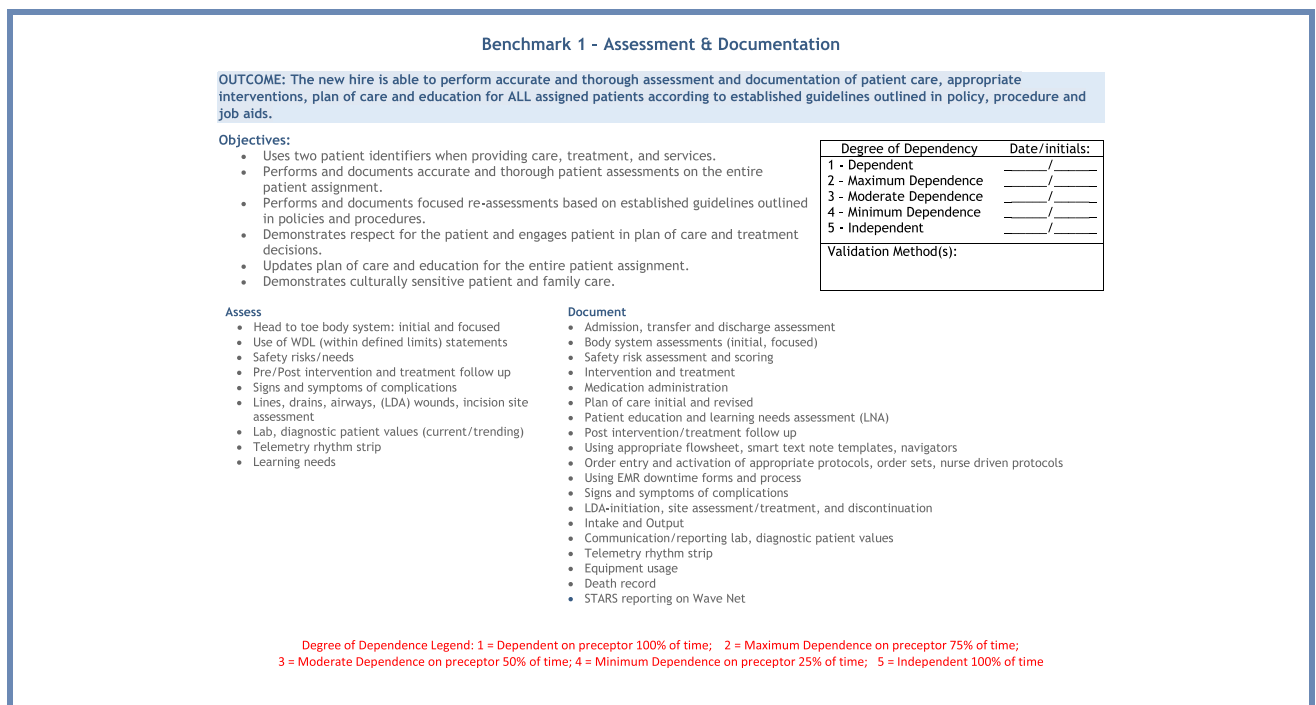 Benchmark 1 – Assessment & Documentation
OUTCOME: The new hire is able to perform accurate and thorough assessment and documentation of patient care, appropriate
interventions, plan of care and education for ALL assigned patients according to established guidelines outlined in policy, procedure and
job aids.
Objectives:
• Uses two patient identifiers when providing care, treatment, and services.
• Performs and documents accurate and thorough patient assessments on the entire
patient assignment.
• Performs and documents focused re-assessments based on established guidelines outlined
in policies and procedures.
• Demonstrates respect for the patient and engages patient in plan of care and treatment
decisions.
• Updates plan of care and education for the entire patient assignment.
• Demonstrates culturally sensitive patient and family care.
Degree of Dependency Date/initials:
1 - Dependent ______/______
2 – Maximum Dependence ______/______
3 – Moderate Dependence ______/______
4 – Minimum Dependence ______/______
5 - Independent ______/______
Validation Method(s):
Assess
• Head to toe body system: initial and focused
• Use of WDL (within defined limits) statements
• Safety risks/needs
• Pre/Post intervention and treatment follow up
• Signs and symptoms of complications
• Lines, drains, airways, (LDA) wounds, incision site
assessment
• Lab, diagnostic patient values (current/trending)
• Telemetry rhythm strip
• Learning needs
Document
• Admission, transfer and discharge assessment
• Body system assessments (initial, focused)
• Safety risk assessment and scoring
• Intervention and treatment
• Medication administration
• Plan of care initial and revised
• Patient education and learning needs assessment (LNA)
• Post intervention/treatment follow up
• Using appropriate flowsheet, smart text note templates, navigators
• Order entry and activation of appropriate protocols, order sets, nurse driven protocols
• Using EMR downtime forms and process
• Signs and symptoms of complications
• LDA-initiation, site assessment/treatment, and discontinuation
• Intake and Output
• Communication/reporting lab, diagnostic patient values
• Telemetry rhythm strip
• Equipment usage
• Death record
• STARS reporting on Wave Net
Degree of Dependence Legend: 1 = Dependent on preceptor 100% of time; 2 = Maximum Dependence on preceptor 75% of time;
3 = Moderate Dependence on preceptor 50% of time; 4 = Minimum Dependence on preceptor 25% of time; 5 = Independent 100% of time